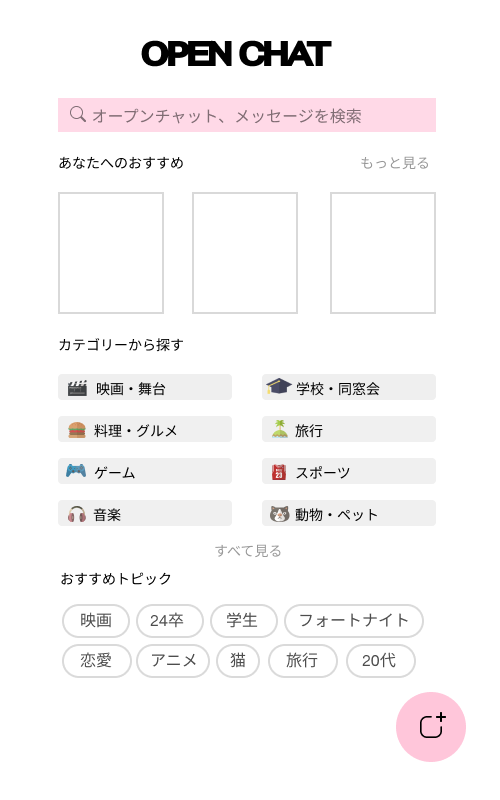 OPEN CHAT
オープンチャット、メッセージを検索
あなたへのおすすめ もっと見る
カテゴリーから探す
映画・舞台 学校・同窓会
料理・グルメ 旅行
ゲーム スポーツ
23
音楽 動物・ペット
すべて見る
おすすめトピック
映画 24卒 学生 フォートナイト
恋愛 アニメ 猫 旅行 20代